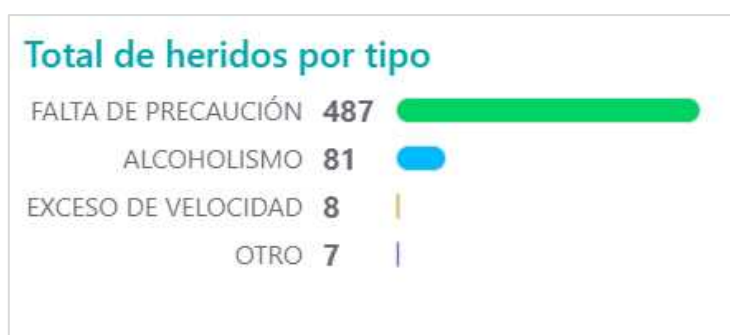 Total de heridos por tipo
FALTA DE PRECAUCIÓN 487
ALCOHOLISMO 81
EXCESO DE VELOCIDAD 8
OTRO 7